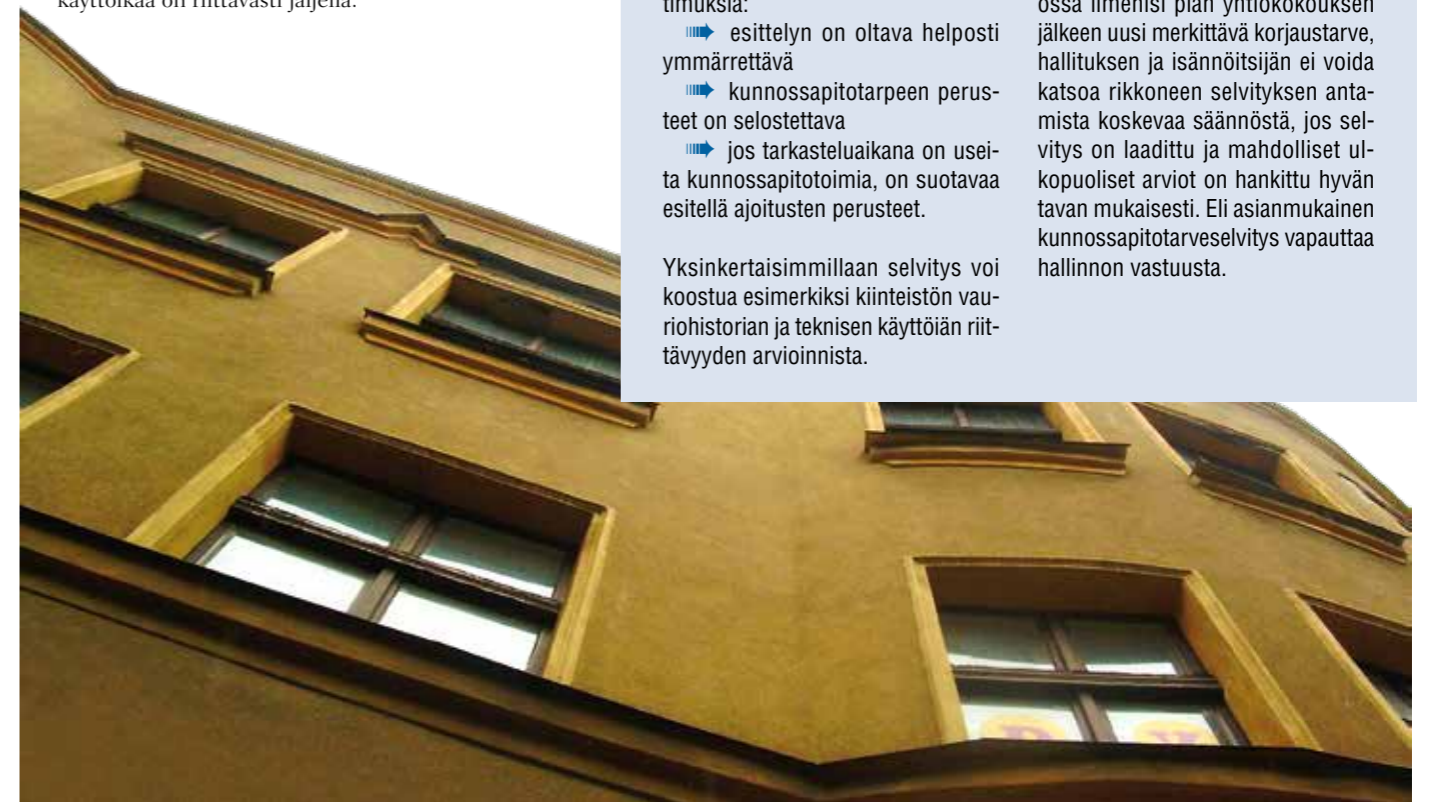 käyttöikää on riittävästi jäljellä.
timuksia:
esittelyn on oltava helposti
ymmärrettävä
kunnossapitotarpeen perus-
teet on selostettava
jos tarkasteluaikana on usei-
ta kunnossapitotoimia, on suotavaa
esitellä ajoitusten perusteet.
Yksinkertaisimmillaan selvitys voi
koostua esimerkiksi kiinteistön vau-
riohistorian ja teknisen käyttöiän riit-
tävyyden arvioinnista.
ossa ilmenisi pian yhtiökokouksen
jälkeen uusi merkittävä korjaustarve,
hallituksen ja isännöitsijän ei voida
katsoa rikkoneen selvityksen anta-
mista koskevaa säännöstä, jos sel-
vitys on laadittu ja mahdolliset ul-
kopuoliset arviot on hankittu hyvän
tavan mukaisesti. Eli asianmukainen
kunnossapitotarveselvitys vapauttaa
hallinnon vastuusta.